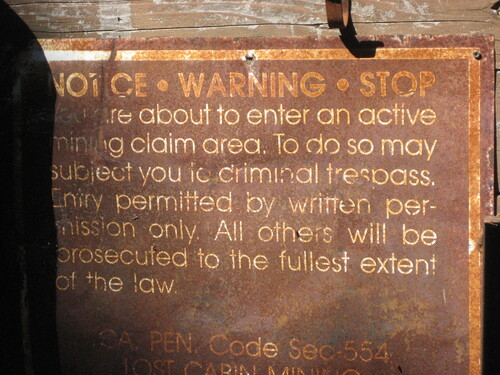 NOTICE • WARNING • STOP
You are about to enter an active
mining claim area. To do so may
subject you to criminal trespass.
Entry permitted by written per-
mission only. All others will be
prosecuted to the fullest extent
of the law.
CA. PEN. Code Sec-554
LOST CABIN MINING